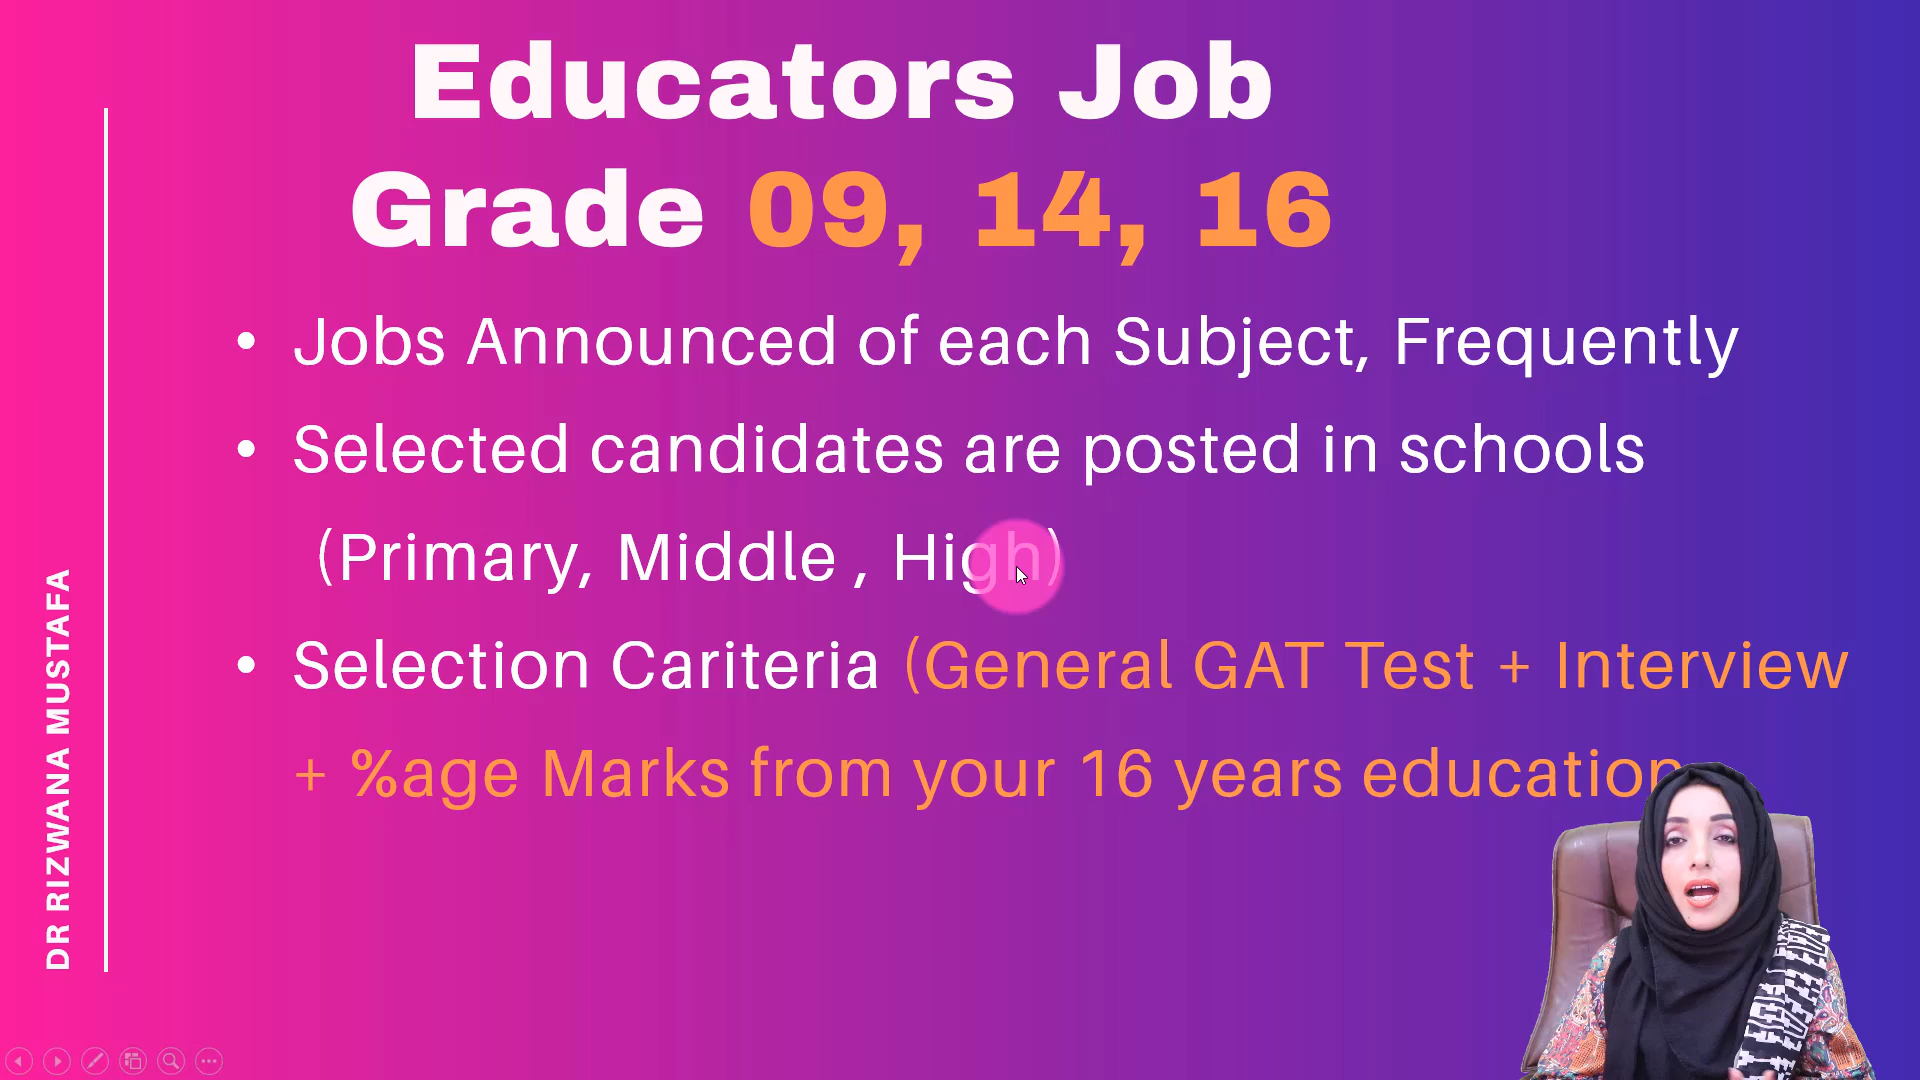 Educators Job
Grade 09, 14, 16
• Jobs Announced of each Subject, Frequently
• Selected candidates are posted in schools
(Primary, Middle , High)
• Selection Cariteria (General GAT Test + Interview
+ %age Marks from your 16 years education
DR RIZWANA MUSTAFA